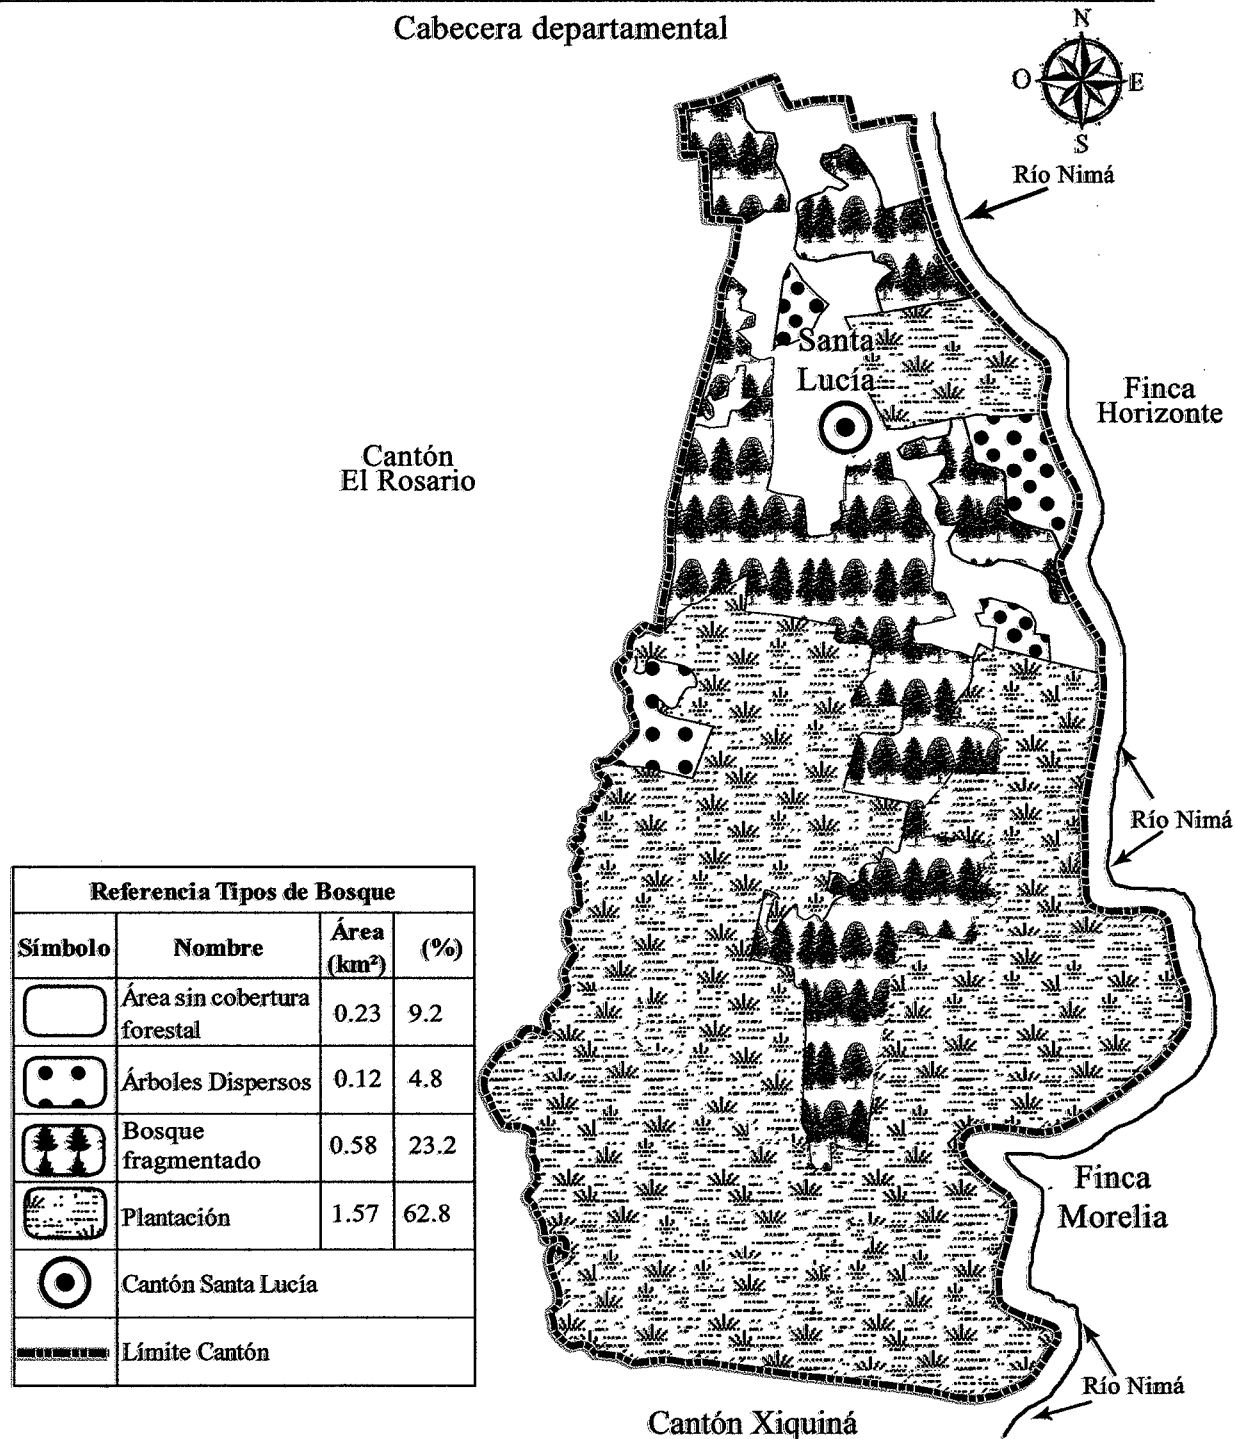 Cabecera departamental
N
O
E
S
Río Nimá
Santa
Lucía
Finca
Horizonte
Cantón
El Rosario
Río Nimá
Referencia Tipos de Bosque
Símbolo Nombre Área (km²) (%)
Área sin cobertura forestal 0.23 9.2
Árboles Dispersos 0.12 4.8
Bosque fragmentado 0.58 23.2
Plantación 1.57 62.8
Cantón Santa Lucía
Límite Cantón
Finca
Morelia
Río Nimá
Cantón Xiquiná